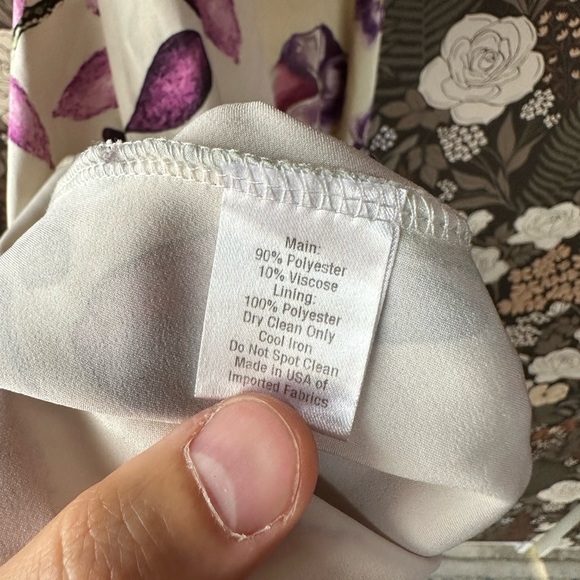 Main:
90% Polyester
10% Viscose
Lining:
100% Polyester
Dry Clean Only
Cool Iron
Do Not Spot Clean
Made in USA of
Imported Fabrics